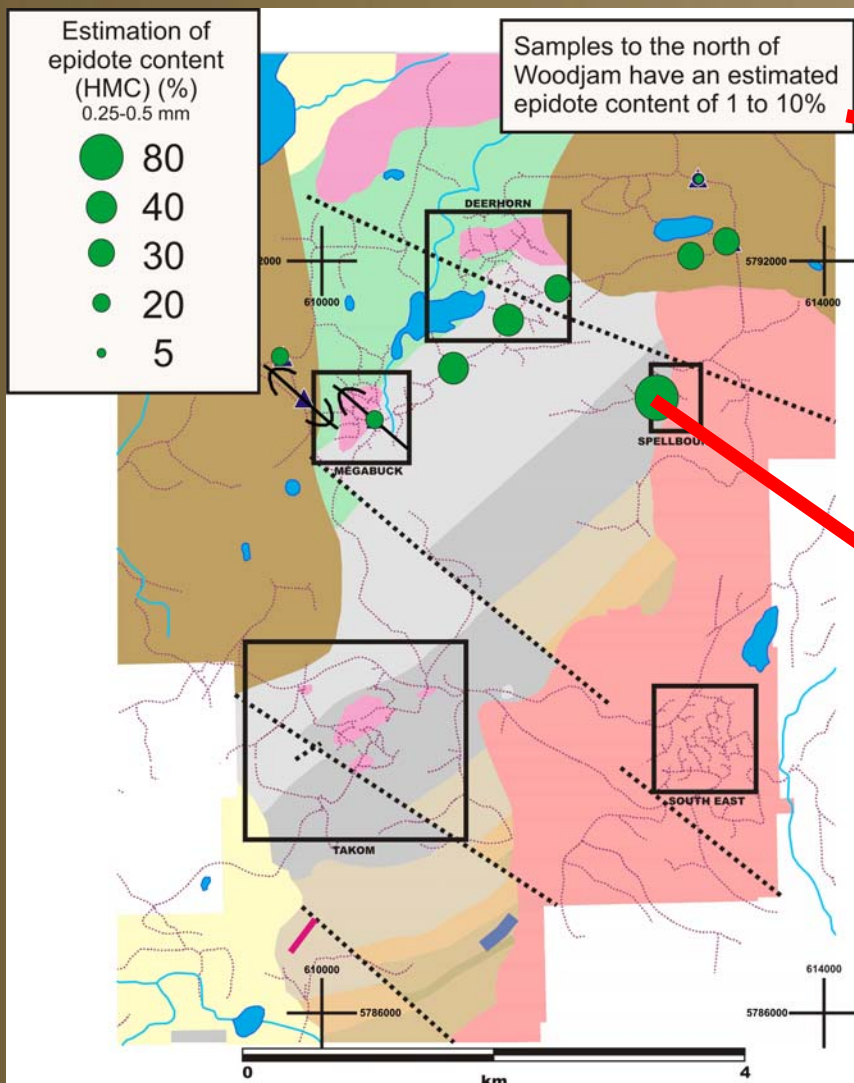 Estimation of
epidote content
(HMC) (%)
0.25-0.5 mm
80
40
30
20
5
Samples to the north of
Woodjam have an estimated
epidote content of 1 to 10%
DEERHORN
610000
5792000
614000
MEGABUCK
TAKOM
SOUTH EAST
610000
614000
5786000
5786000
0
4
km